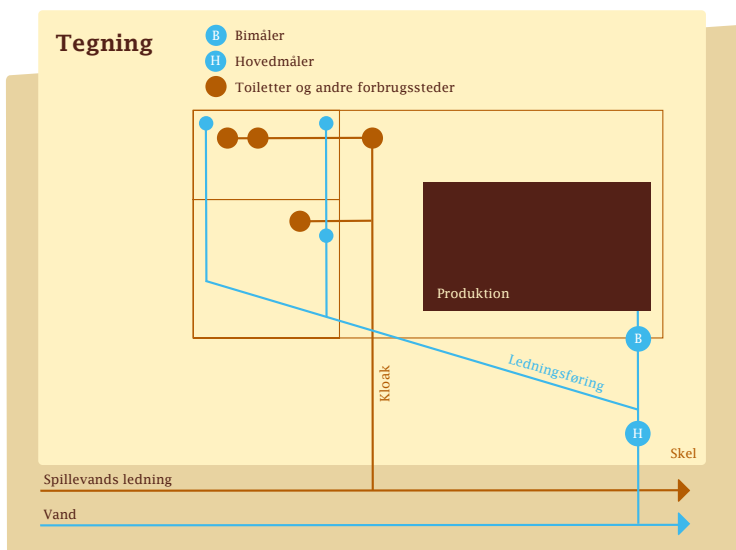 Tegning
B Bimåler
H Hovedmåler
Toiletter og andre forbrugssteder
Produktion
B
Ledningsføring
Kloak
H
Skel
Spillevands ledning
Vand